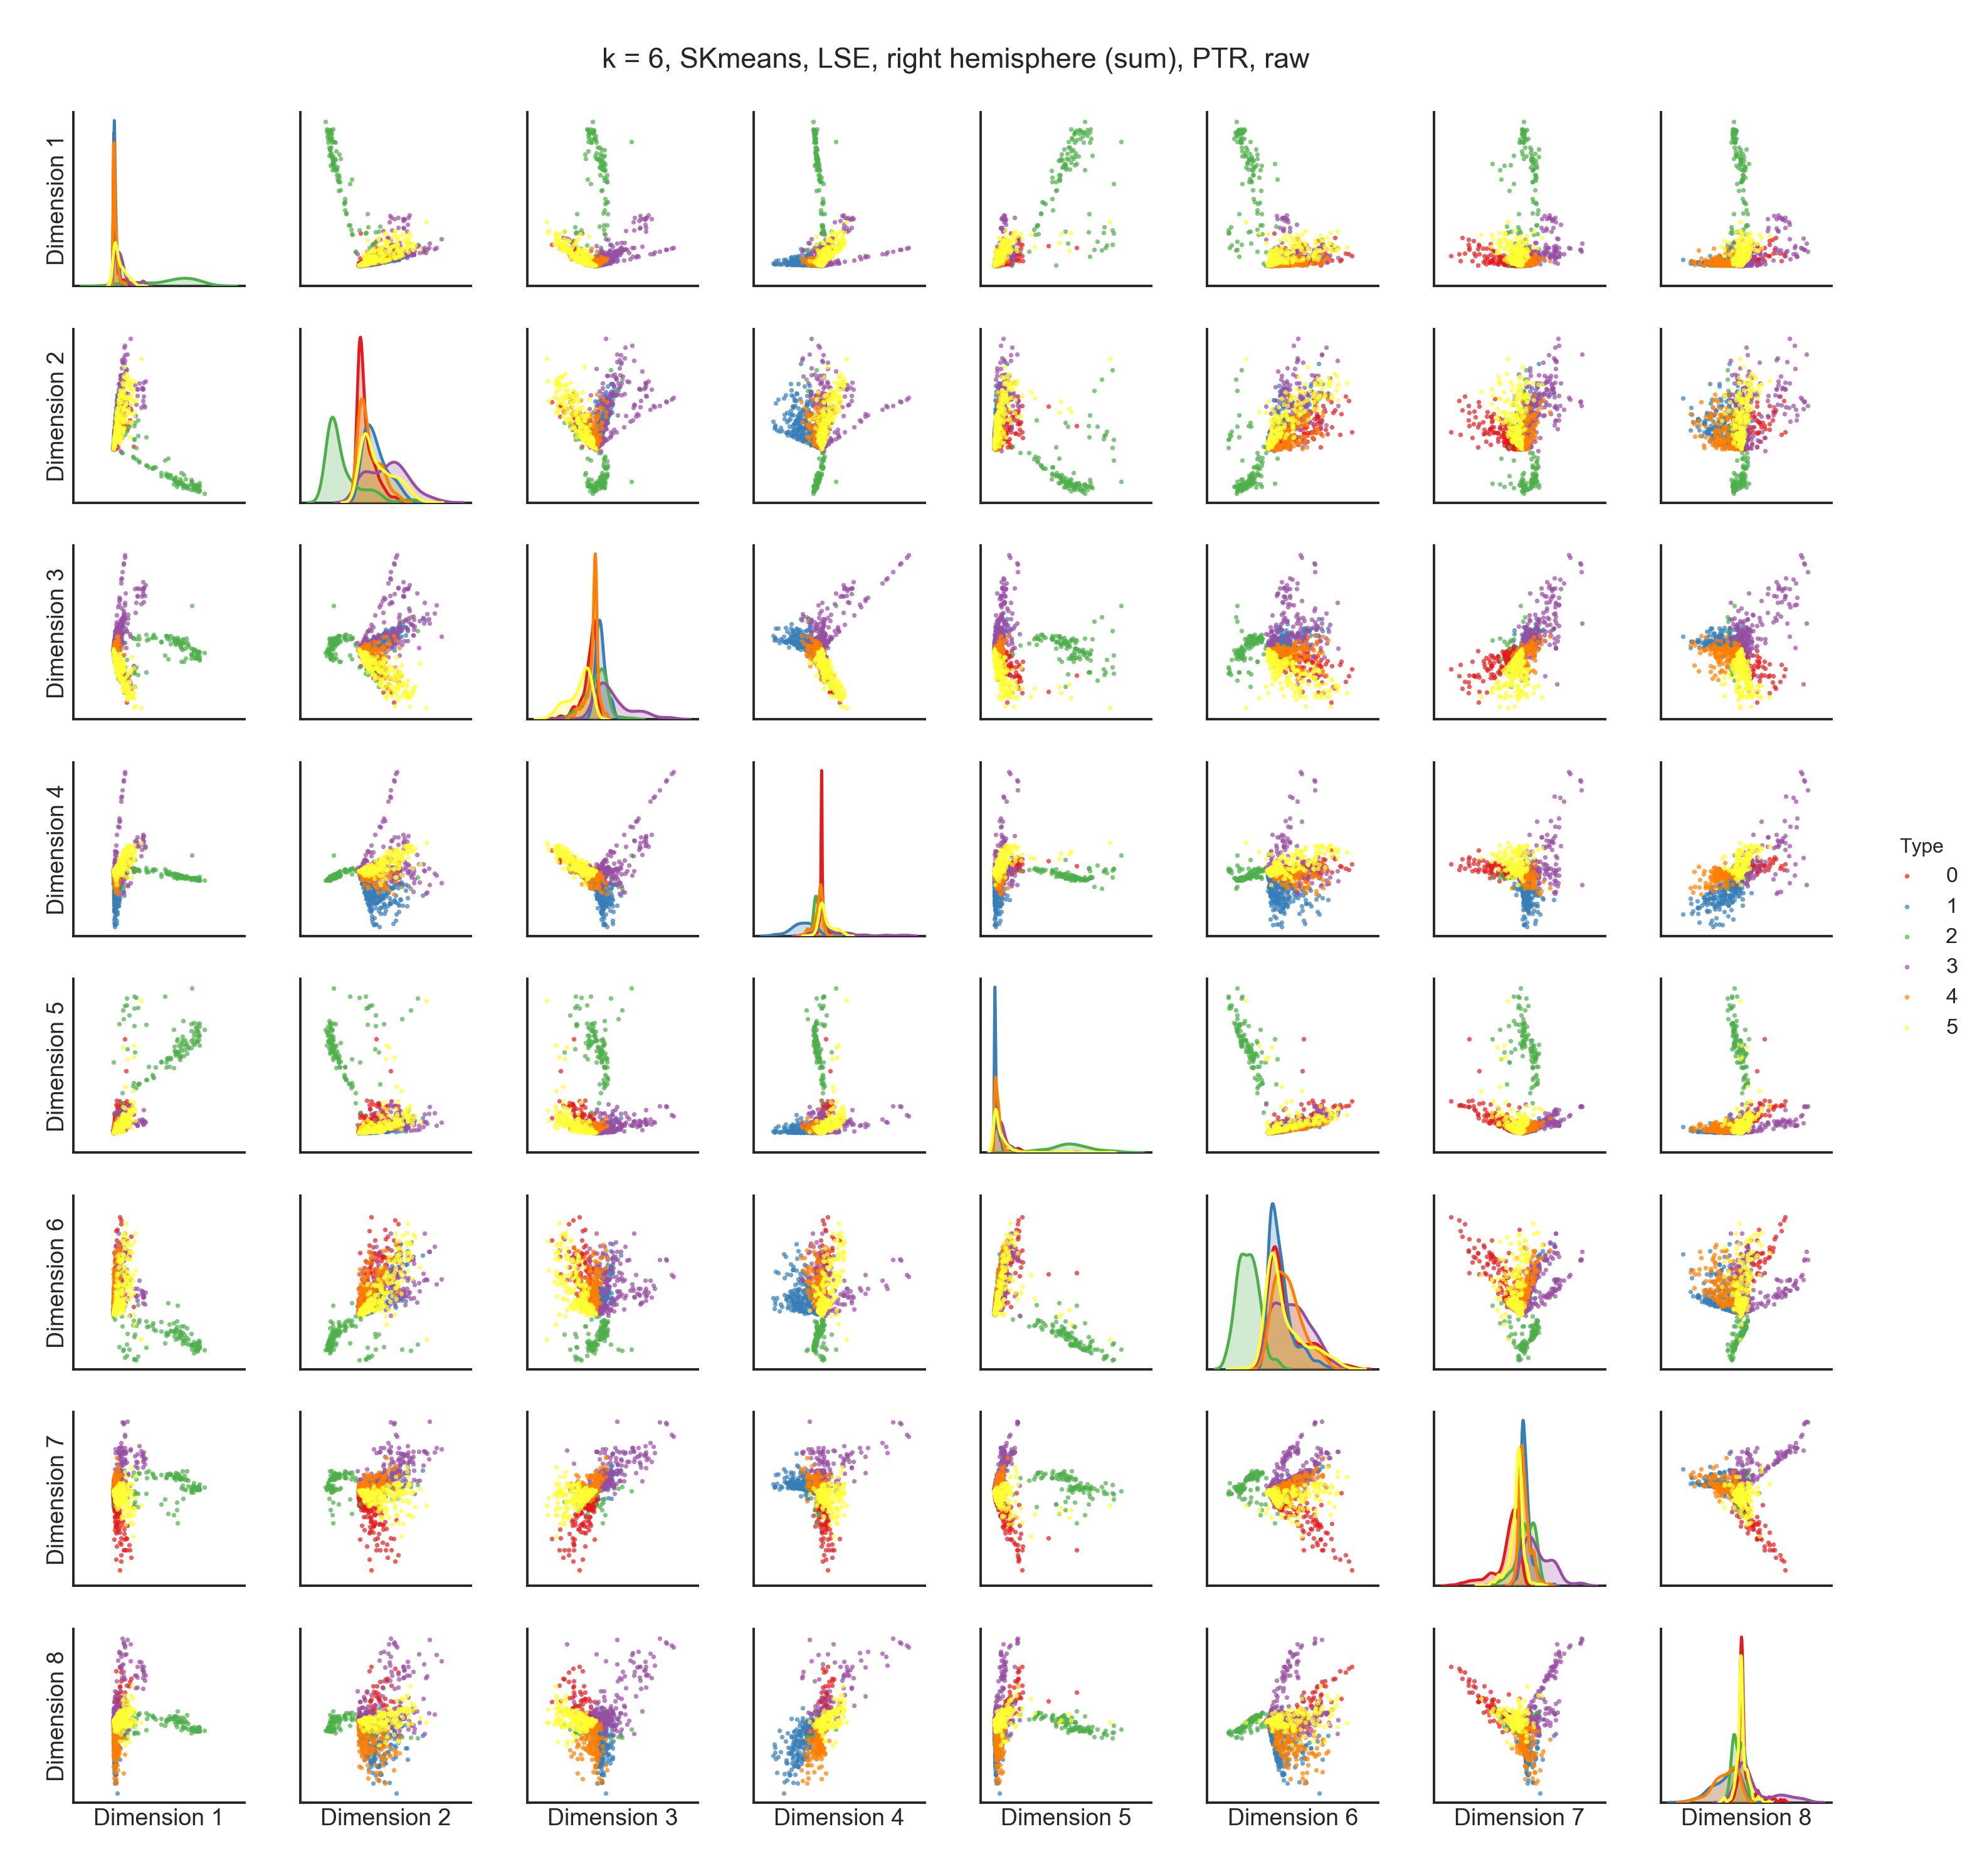 k = 6, SKmeans, LSE, right hemisphere (sum), PTR, raw
Dimension 1
Dimension 2
Dimension 3
Dimension 4
Dimension 5
Dimension 6
Dimension 7
Dimension 8
Type
0
1
2
3
4
5
Dimension 1
Dimension 2
Dimension 3
Dimension 4
Dimension 5
Dimension 6
Dimension 7
Dimension 8